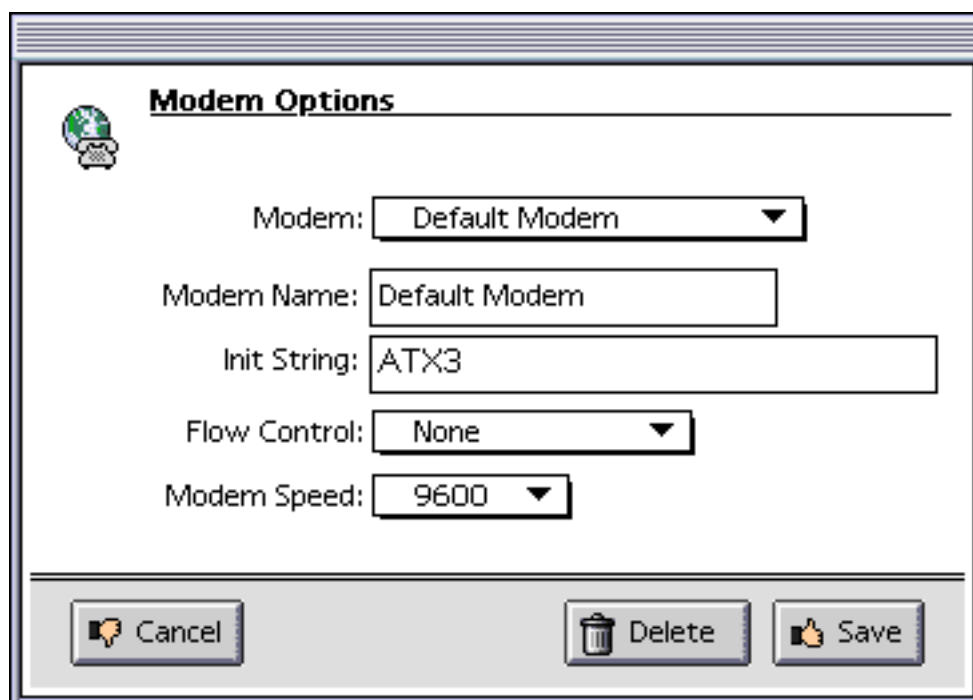 Modem Options
Modem: Default Modem
Modem Name: Default Modem
Init String: ATX3
Flow Control: None
Modem Speed: 9600
Cancel Delete Save